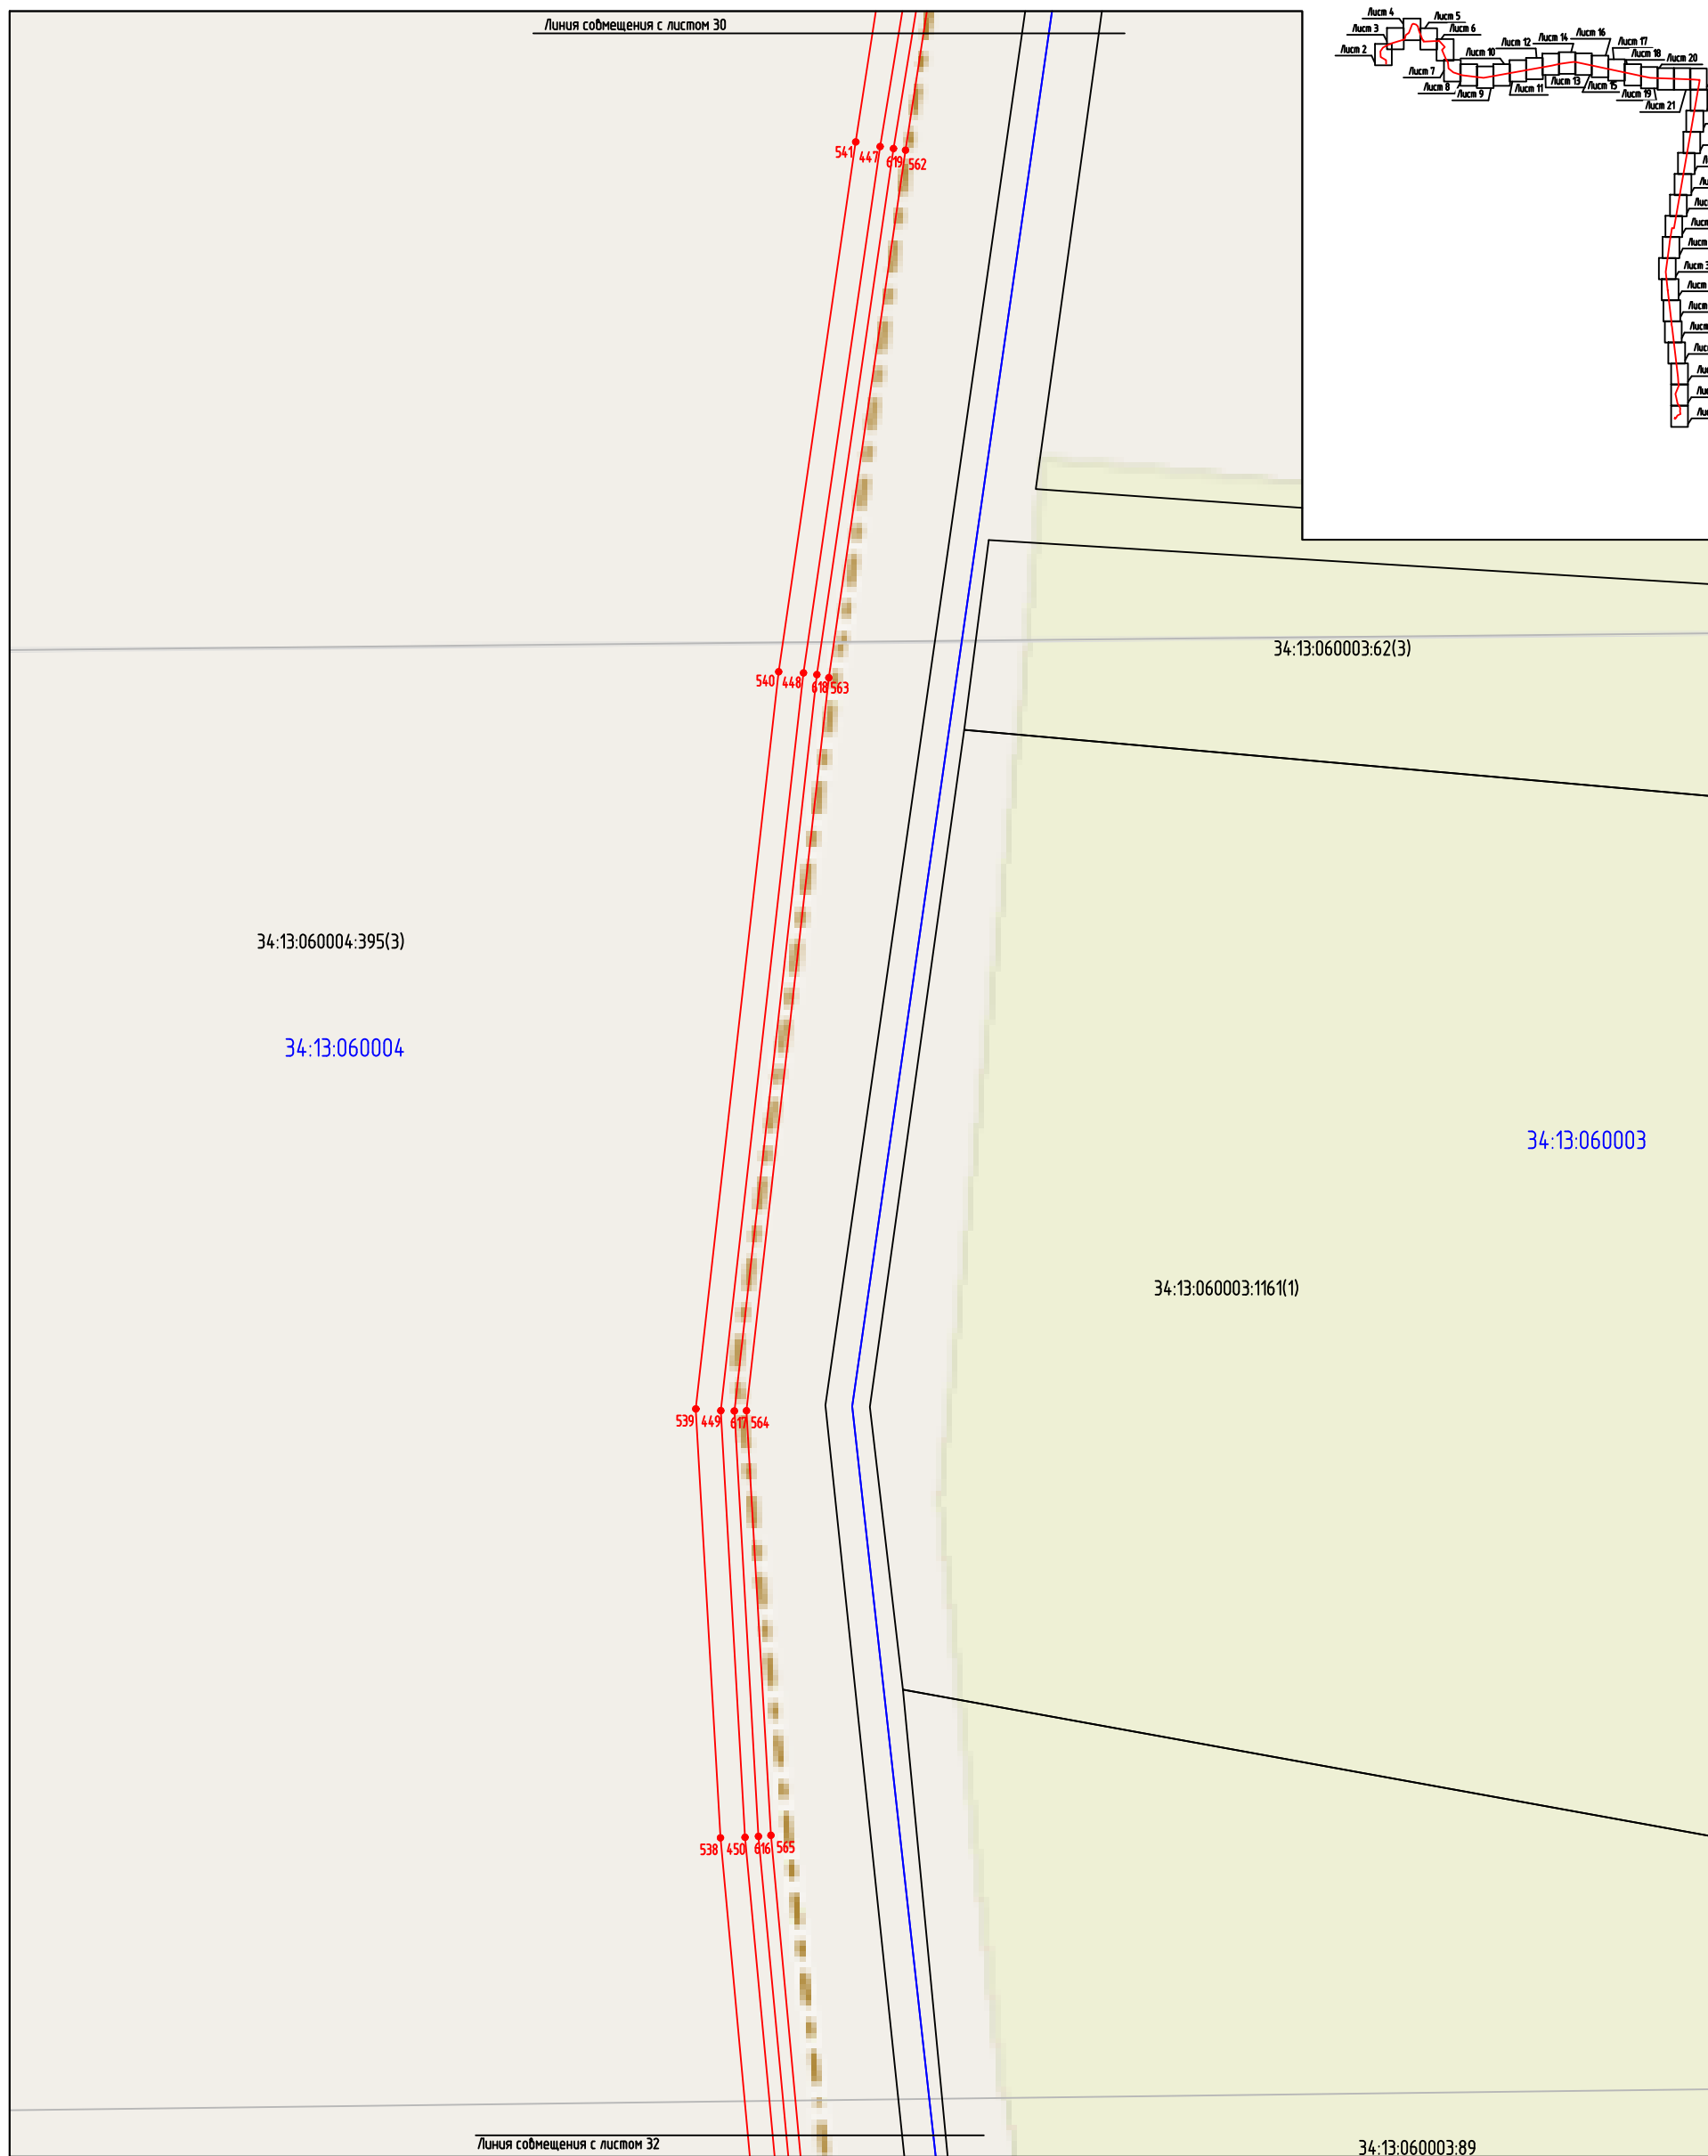 Линия совмещения с листом 30
Лист 4
Лист 5
Лист 3
Лист 6
Лист 2
Лист 16
Лист 14
Лист 17
Лист 12
Лист 18
Лист 10
Лист 20
Лист 7
Лист 13
Лист 8
Лист 9
Лист 11
Лист 15
Лист 19
Лист 21
541 447 619 562
34:13:060003:62(3)
540 448 618 563
34:13:060004:395(3)
34:13:060004
34:13:060003
34:13:060003:1161(1)
539 449 617 564
538 450 616 565
Линия совмещения с листом 32
34:13:060003:89